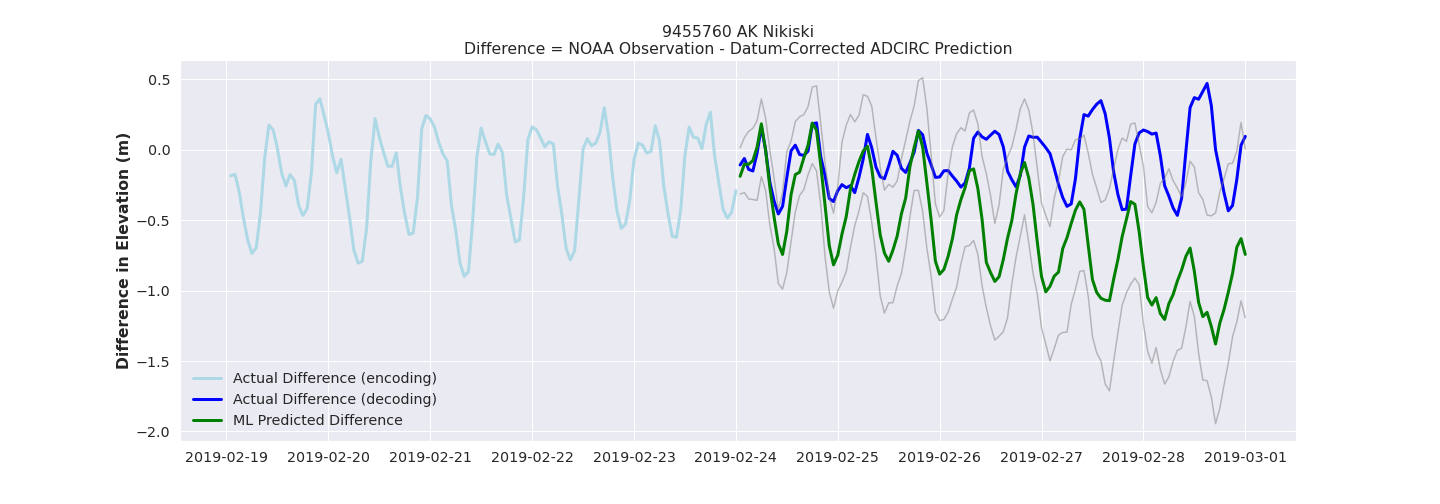 9455760 AK Nikiski
Difference = NOAA Observation - Datum-Corrected ADCIRC Prediction
Difference in Elevation (m)
0.5
0.0
−0.5
−1.0
−1.5
−2.0
Actual Difference (encoding)
Actual Difference (decoding)
ML Predicted Difference
2019-02-19 2019-02-20 2019-02-21 2019-02-22 2019-02-23 2019-02-24 2019-02-25 2019-02-26 2019-02-27 2019-02-28 2019-03-01